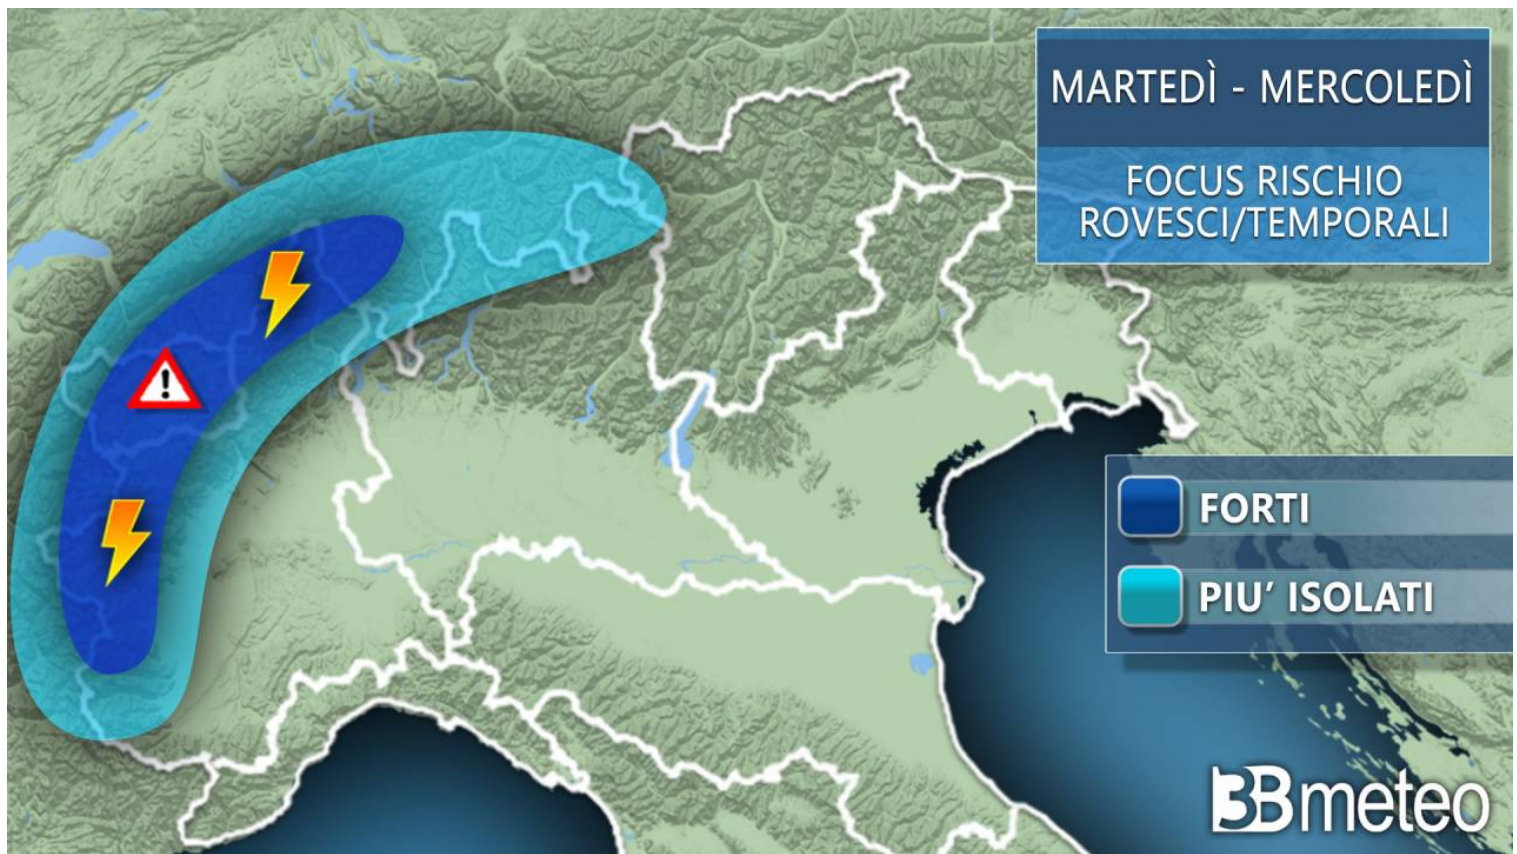 MARTEDÌ - MERCOLEDÌ
FOCUS RISCHIO
ROVESCI/TEMPORALI
!
FORTI
PIU' ISOLATI
3Bmeteo